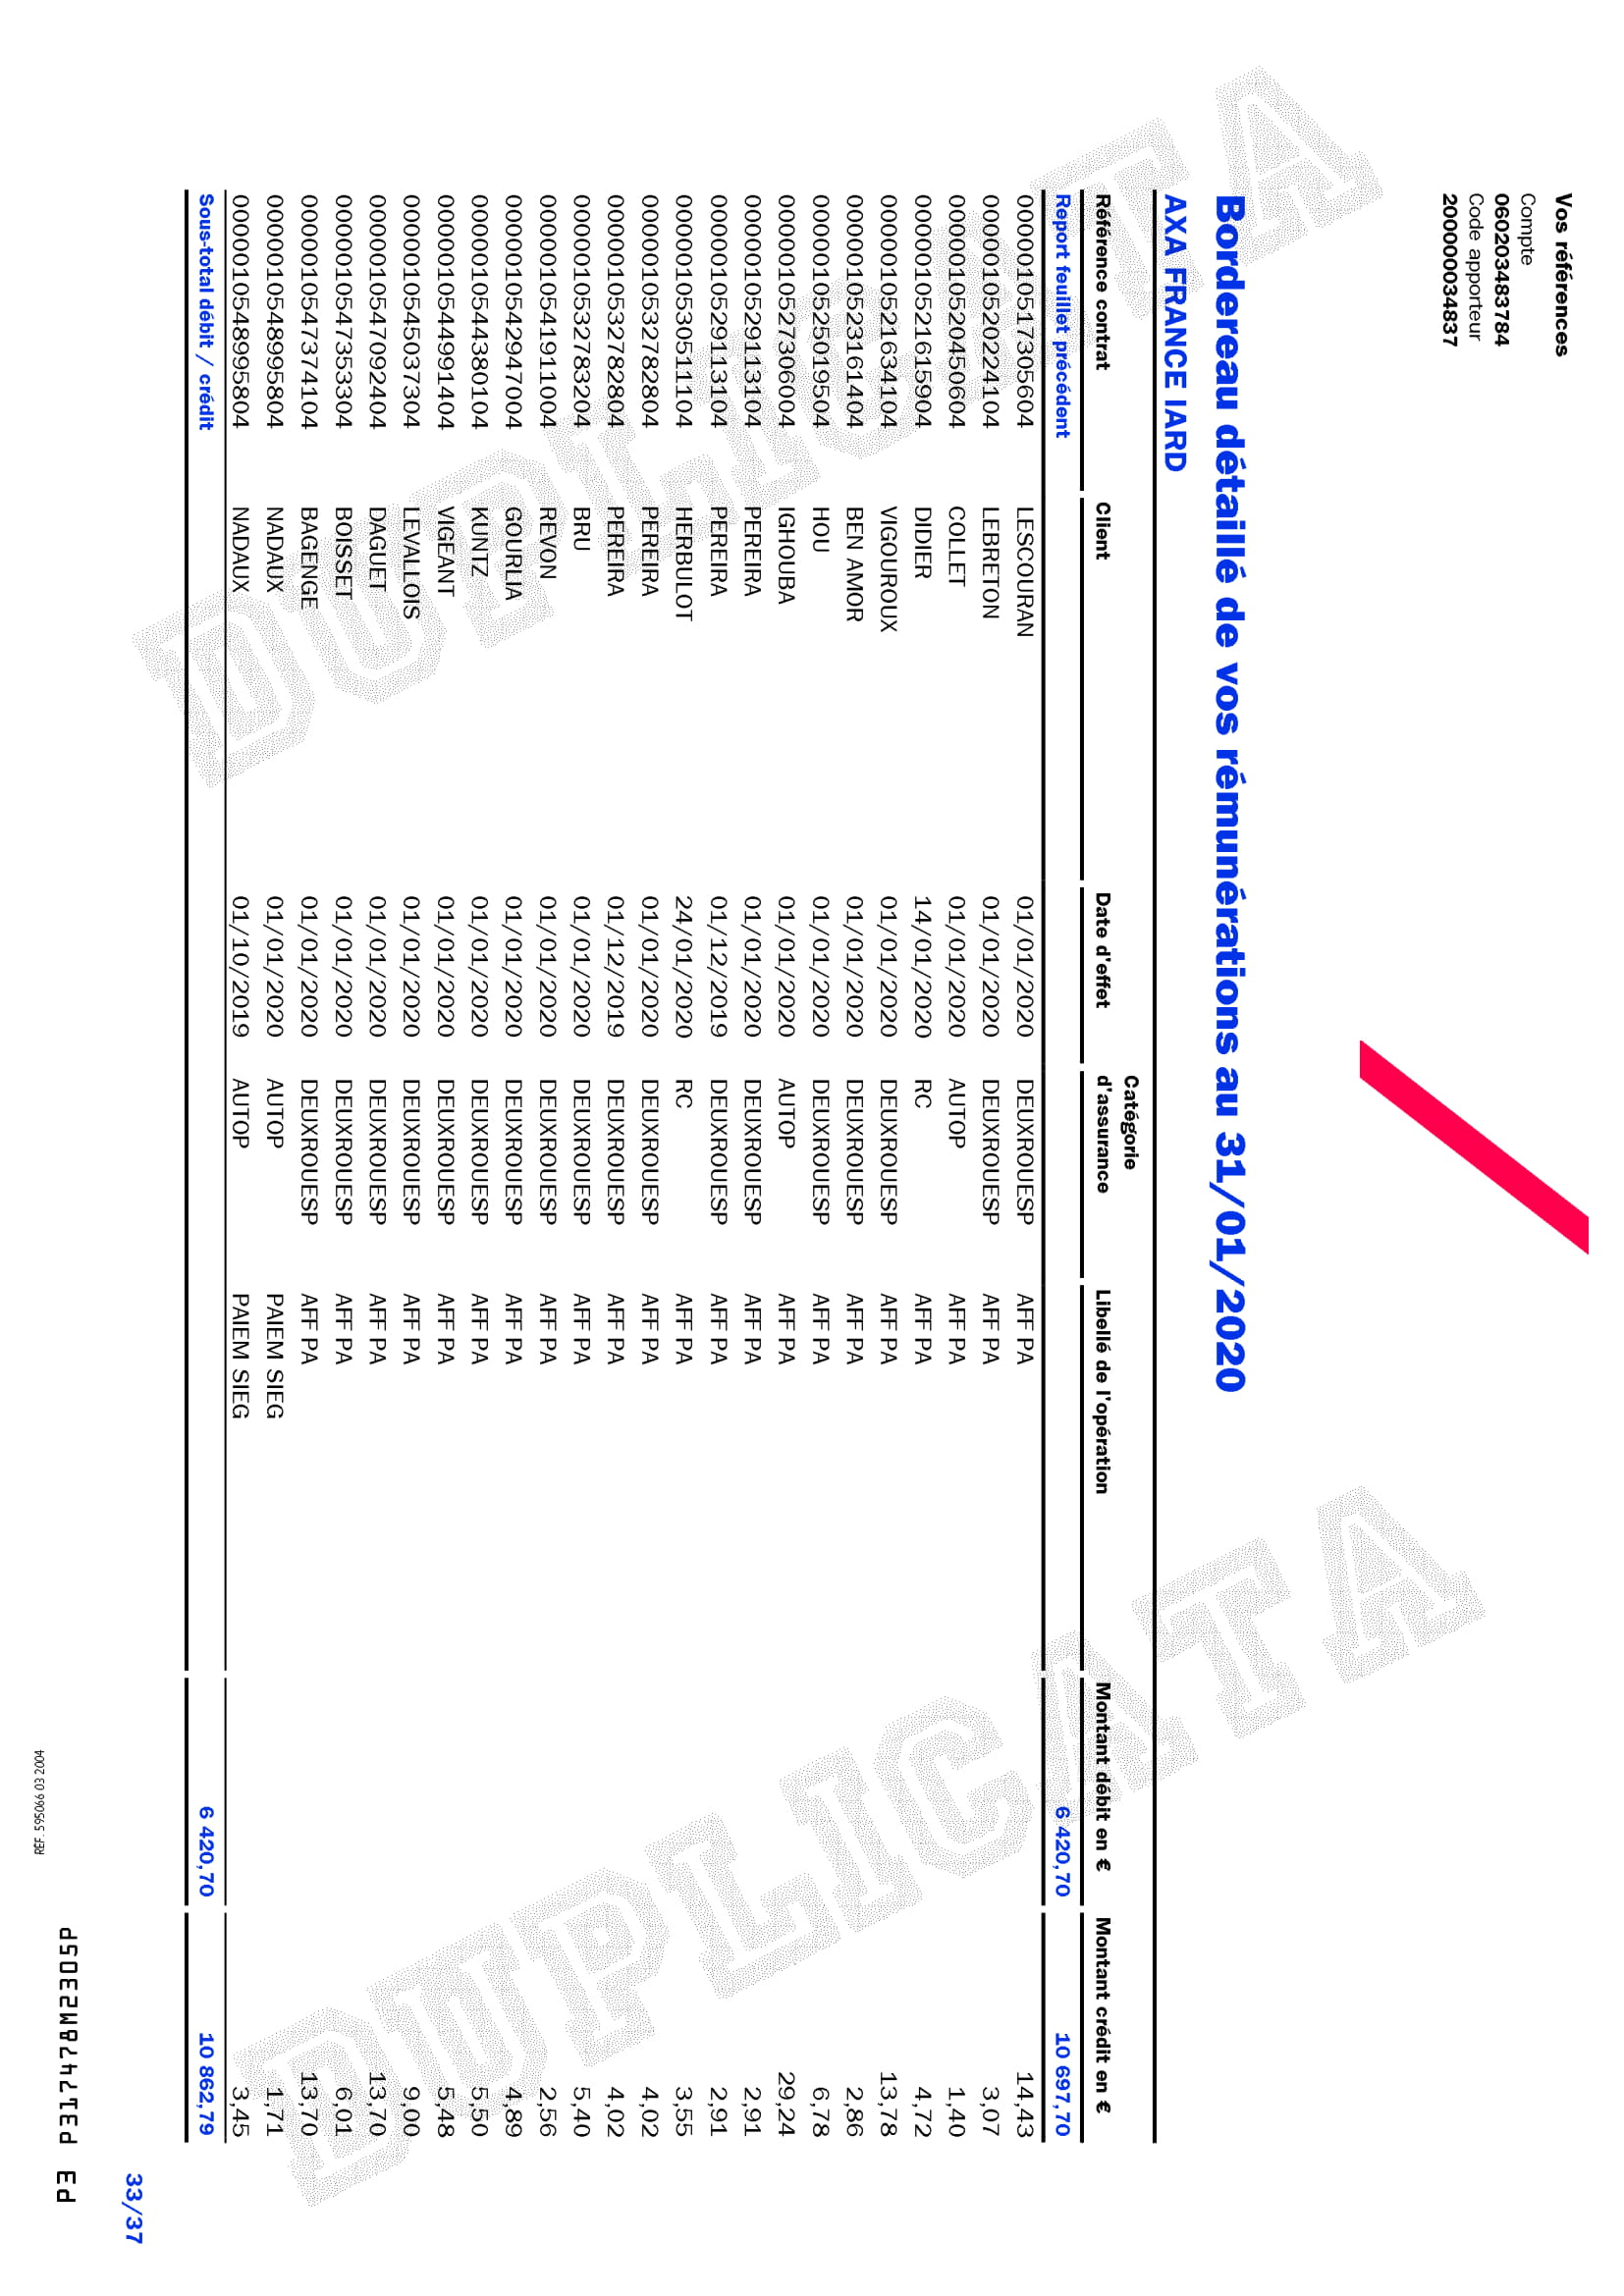 Vos références
Compte
060203483784
Code apporteur
200000034837
Bordereau détaillé de vos rémunérations au 31/01/2020
AXA FRANCE IARD
Référence contrat Client Date d'effet Catégorie d'assurance Libellé de l'opération Montant débit en € Montant crédit en €
Report feuillet précédent 6 420,70 10 697,70
0000010517305604 LESCOURAN 01/01/2020 DEUXROUESP AFF PA 14,43
0000010520224104 LEBRETON 01/01/2020 DEUXROUESP AFF PA 3,07
0000010520450604 COLLET 01/01/2020 AUTOP AFF PA 1,40
0000010521615904 DIDIER 14/01/2020 RC AFF PA 4,72
0000010521634104 VIGOUROUX 01/01/2020 DEUXROUESP AFF PA 13,78
0000010523161404 BEN AMOR 01/01/2020 DEUXROUESP AFF PA 2,86
0000010525019504 HOU 01/01/2020 DEUXROUESP AFF PA 6,78
0000010527306004 IGHOUBA 01/01/2020 AUTOP AFF PA 29,24
0000010529113104 PEREIRA 01/01/2020 DEUXROUESP AFF PA 2,91
0000010529113104 PEREIRA 01/12/2019 DEUXROUESP AFF PA 2,91
0000010530511104 HERBULOT 24/01/2020 RC AFF PA 3,55
0000010532782804 PEREIRA 01/01/2020 DEUXROUESP AFF PA 4,02
0000010532782804 PEREIRA 01/12/2019 DEUXROUESP AFF PA 4,02
0000010532783204 BRU 01/01/2020 DEUXROUESP AFF PA 5,40
0000010541911004 REVON 01/01/2020 DEUXROUESP AFF PA 2,56
0000010542947004 GOURLIA 01/01/2020 DEUXROUESP AFF PA 4,89
0000010544380104 KUNTZ 01/01/2020 DEUXROUESP AFF PA 5,50
0000010544991404 VIGEANT 01/01/2020 DEUXROUESP AFF PA 5,48
0000010545037304 LEVALLOIS 01/01/2020 DEUXROUESP AFF PA 9,00
0000010547092404 DAGUET 01/01/2020 DEUXROUESP AFF PA 13,70
0000010547353304 BOISSET 01/01/2020 DEUXROUESP AFF PA 6,01
0000010547374104 BAGENGE 01/01/2020 DEUXROUESP AFF PA 13,70
0000010548995804 NADAUX 01/01/2020 AUTOP PAIEM SIEG 1,71
0000010548995804 NADAUX 01/10/2019 AUTOP PAIEM SIEG 3,45
Sous-total débit / crédit 6 420,70 10 862,79
DUPLICATA
DUPLICATA
33/37
REF. 595066 03 2004